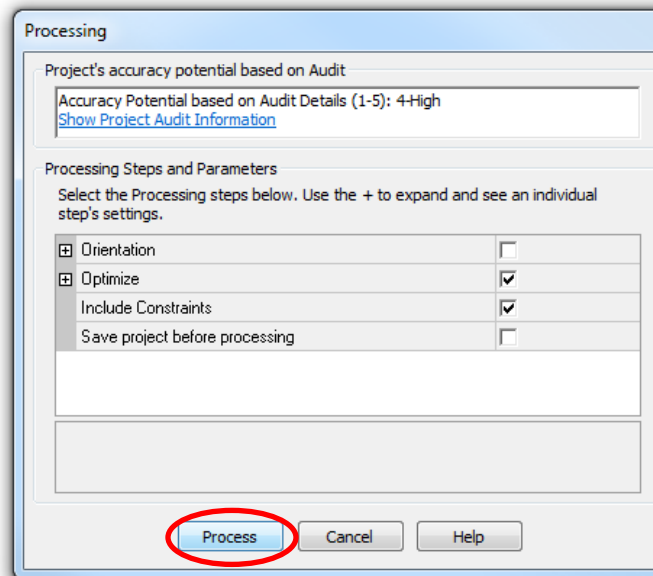 Processing
Project's accuracy potential based on Audit
Accuracy Potential based on Audit Details (1-5): 4-High
Show Project Audit Information
Processing Steps and Parameters
Select the Processing steps below. Use the + to expand and see an individual
step's settings.
Orientation
Optimize
Include Constraints
Save project before processing
Process Cancel Help